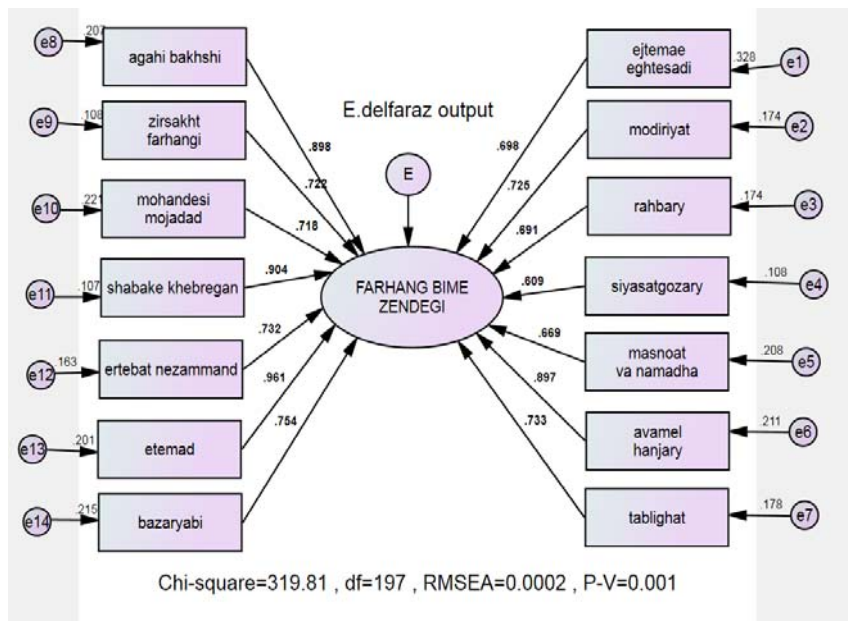 e8
.207
agahi bakhshi
e9
.108
zirsakht
farhangi
e10
.221
mohandesi
mojadad
e11
.107
shabake khebregan
e12
.163
ertebat nezammand
e13
.201
etemad
e14
.215
bazaryabi
.898
.722
.718
.904
.732
.961
.754
E.delfaraz output
E
FARHANG BIME
ZENDEGI
.698
.725
.691
.609
.669
.897
.733
ejtemae
eghtesadi
.328
e1
modiriyat
.174
e2
rahbary
.174
e3
siyasatgozary
.108
e4
masnoat
va namadha
.208
e5
avamel
hanjary
.211
e6
tablighat
.178
e7
Chi-square=319.81 , df=197 , RMSEA=0.0002 , P-V=0.001